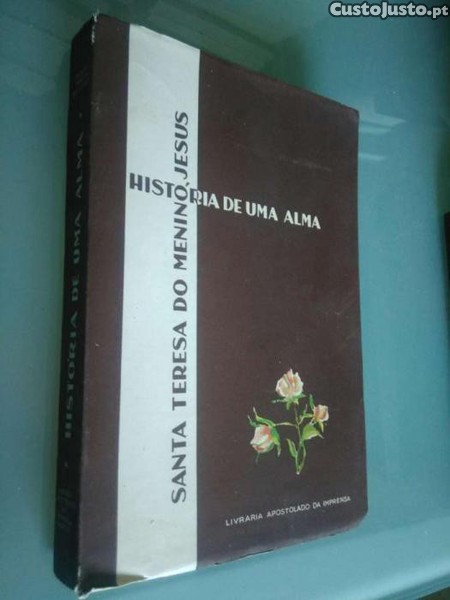 CustoJusto.pt
HISTÓRIA DE UMA ALMA
SANTA TERESA DO MENINO JESUS
LIVRARIA APOSTOLADO DA IMPRENSA
• HISTÓRIA DE UMA ALMA •